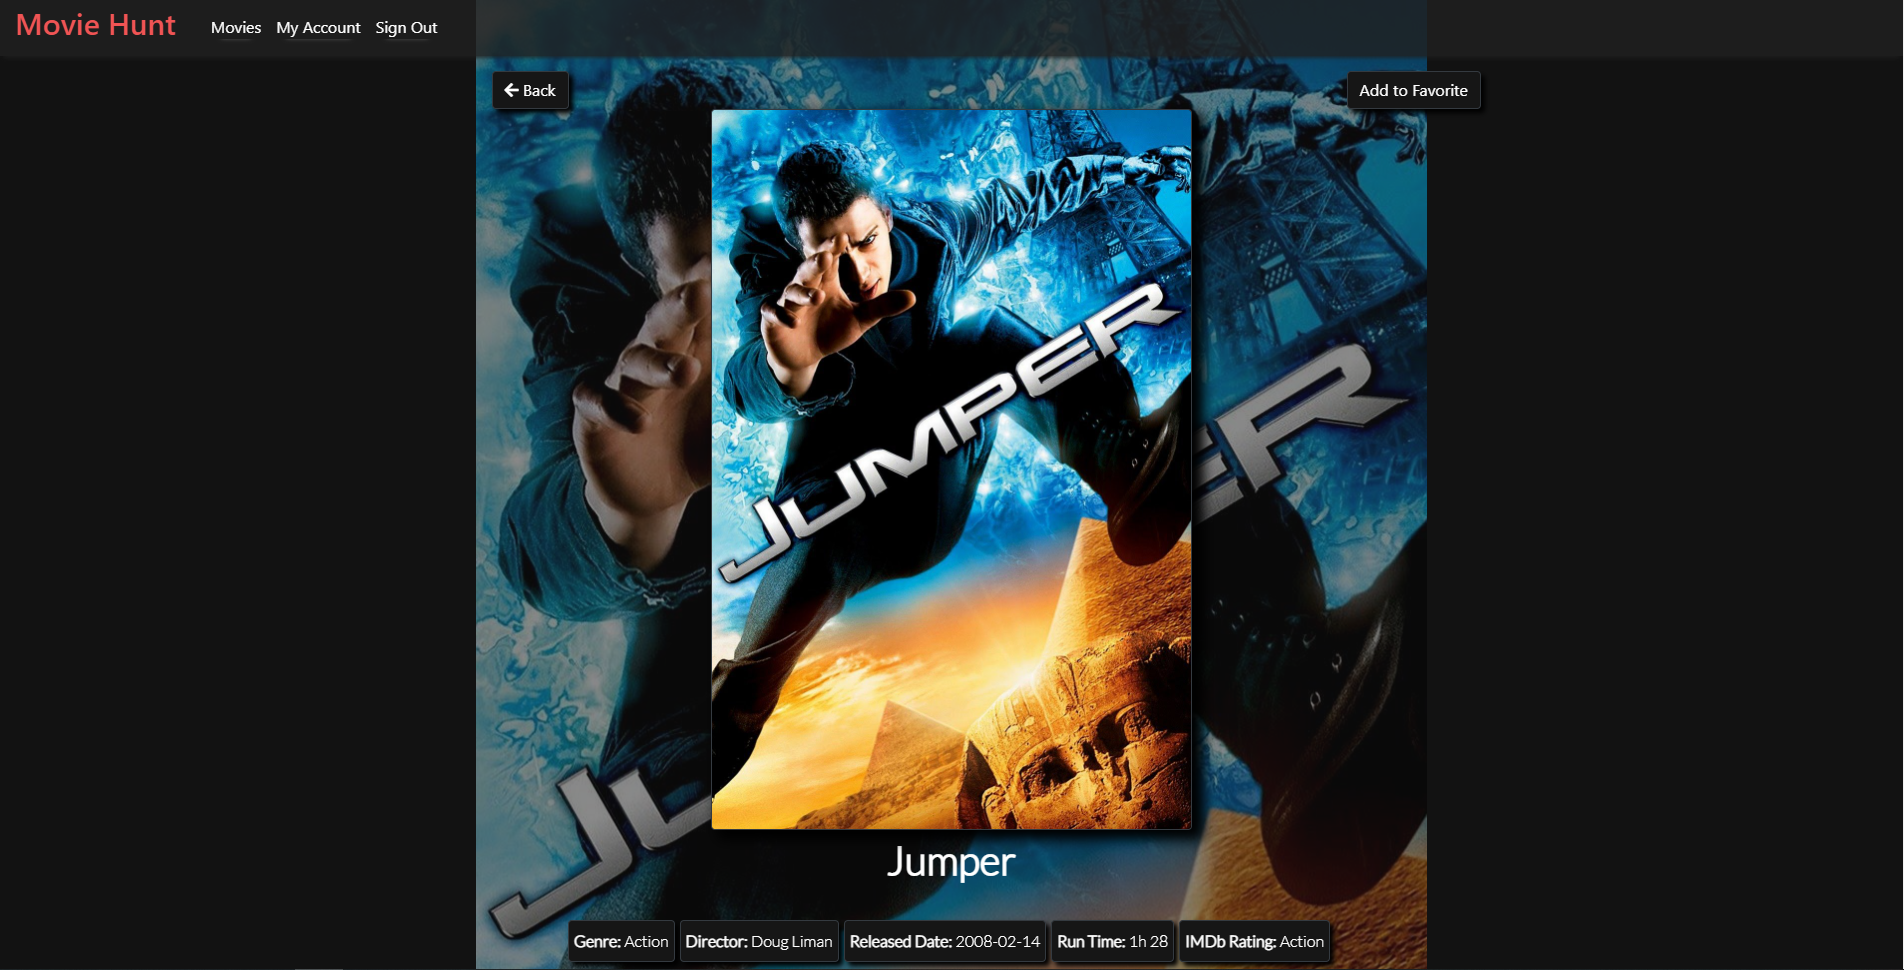 Movie Hunt Movies My Account Sign Out
Back Add to Favorite
JUMPER
Jumper
Genre: Action Director: Doug Liman Released Date: 2008-02-14 Run Time: 1h 28 IMDb Rating: Action